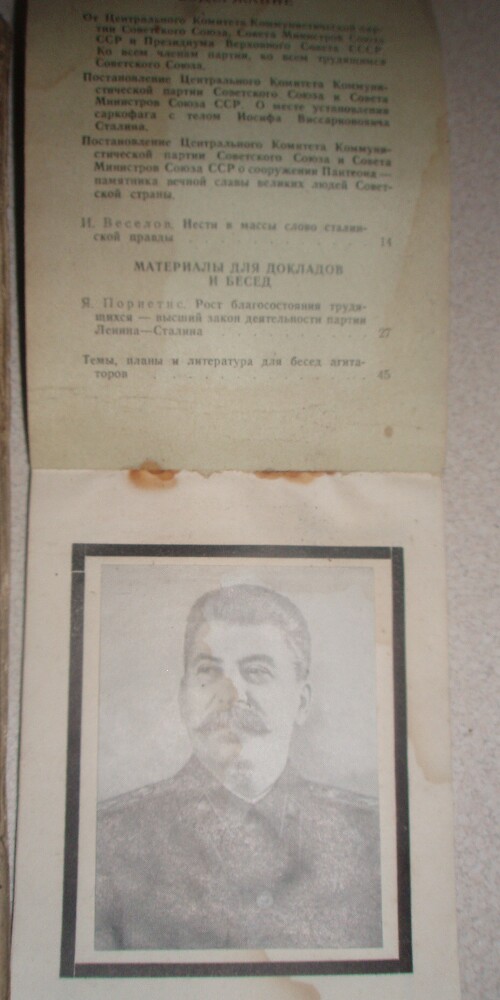 От Центрального Комитета Коммунистической пар-
тии Советского Союза, Совета Министров Союза
ССР и Президиума Верховного Совета СССР.
Ко всем членам партии, ко всем трудящимся
Советского Союза.
Постановление Центрального Комитета Коммуни-
стической партии Советского Союза и Совета
Министров Союза ССР. О месте установления
саркофага с телом Иосифа Виссарионовича
Сталина.
Постановление Центрального Комитета Коммуни-
стической партии Советского Союза и Совета
Министров Союза ССР о сооружении Пантеона —
памятника вечной славы великих людей Совет-
ской страны.
И. Веселов. Нести в массы слово сталин-
ской правды . . . . . . . . . . . 14
МАТЕРИАЛЫ ДЛЯ ДОКЛАДОВ
И БЕСЕД
Я. Порнетис. Рост благосостояния трудя-
щихся — высший закон деятельности партии
Ленина—Сталина . . . . . . . . . 27
Темы, планы и литература для бесед агита-
торов . . . . . . . . . . . . . 45